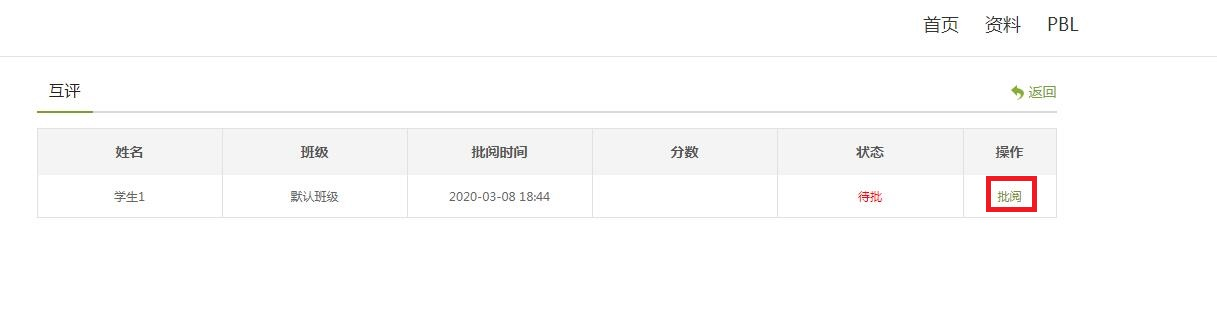 首页 资料 PBL
互评 返回
姓名 班级 批阅时间 分数 状态 操作
学生1 默认班级 2020-03-08 18:44 待批 批阅